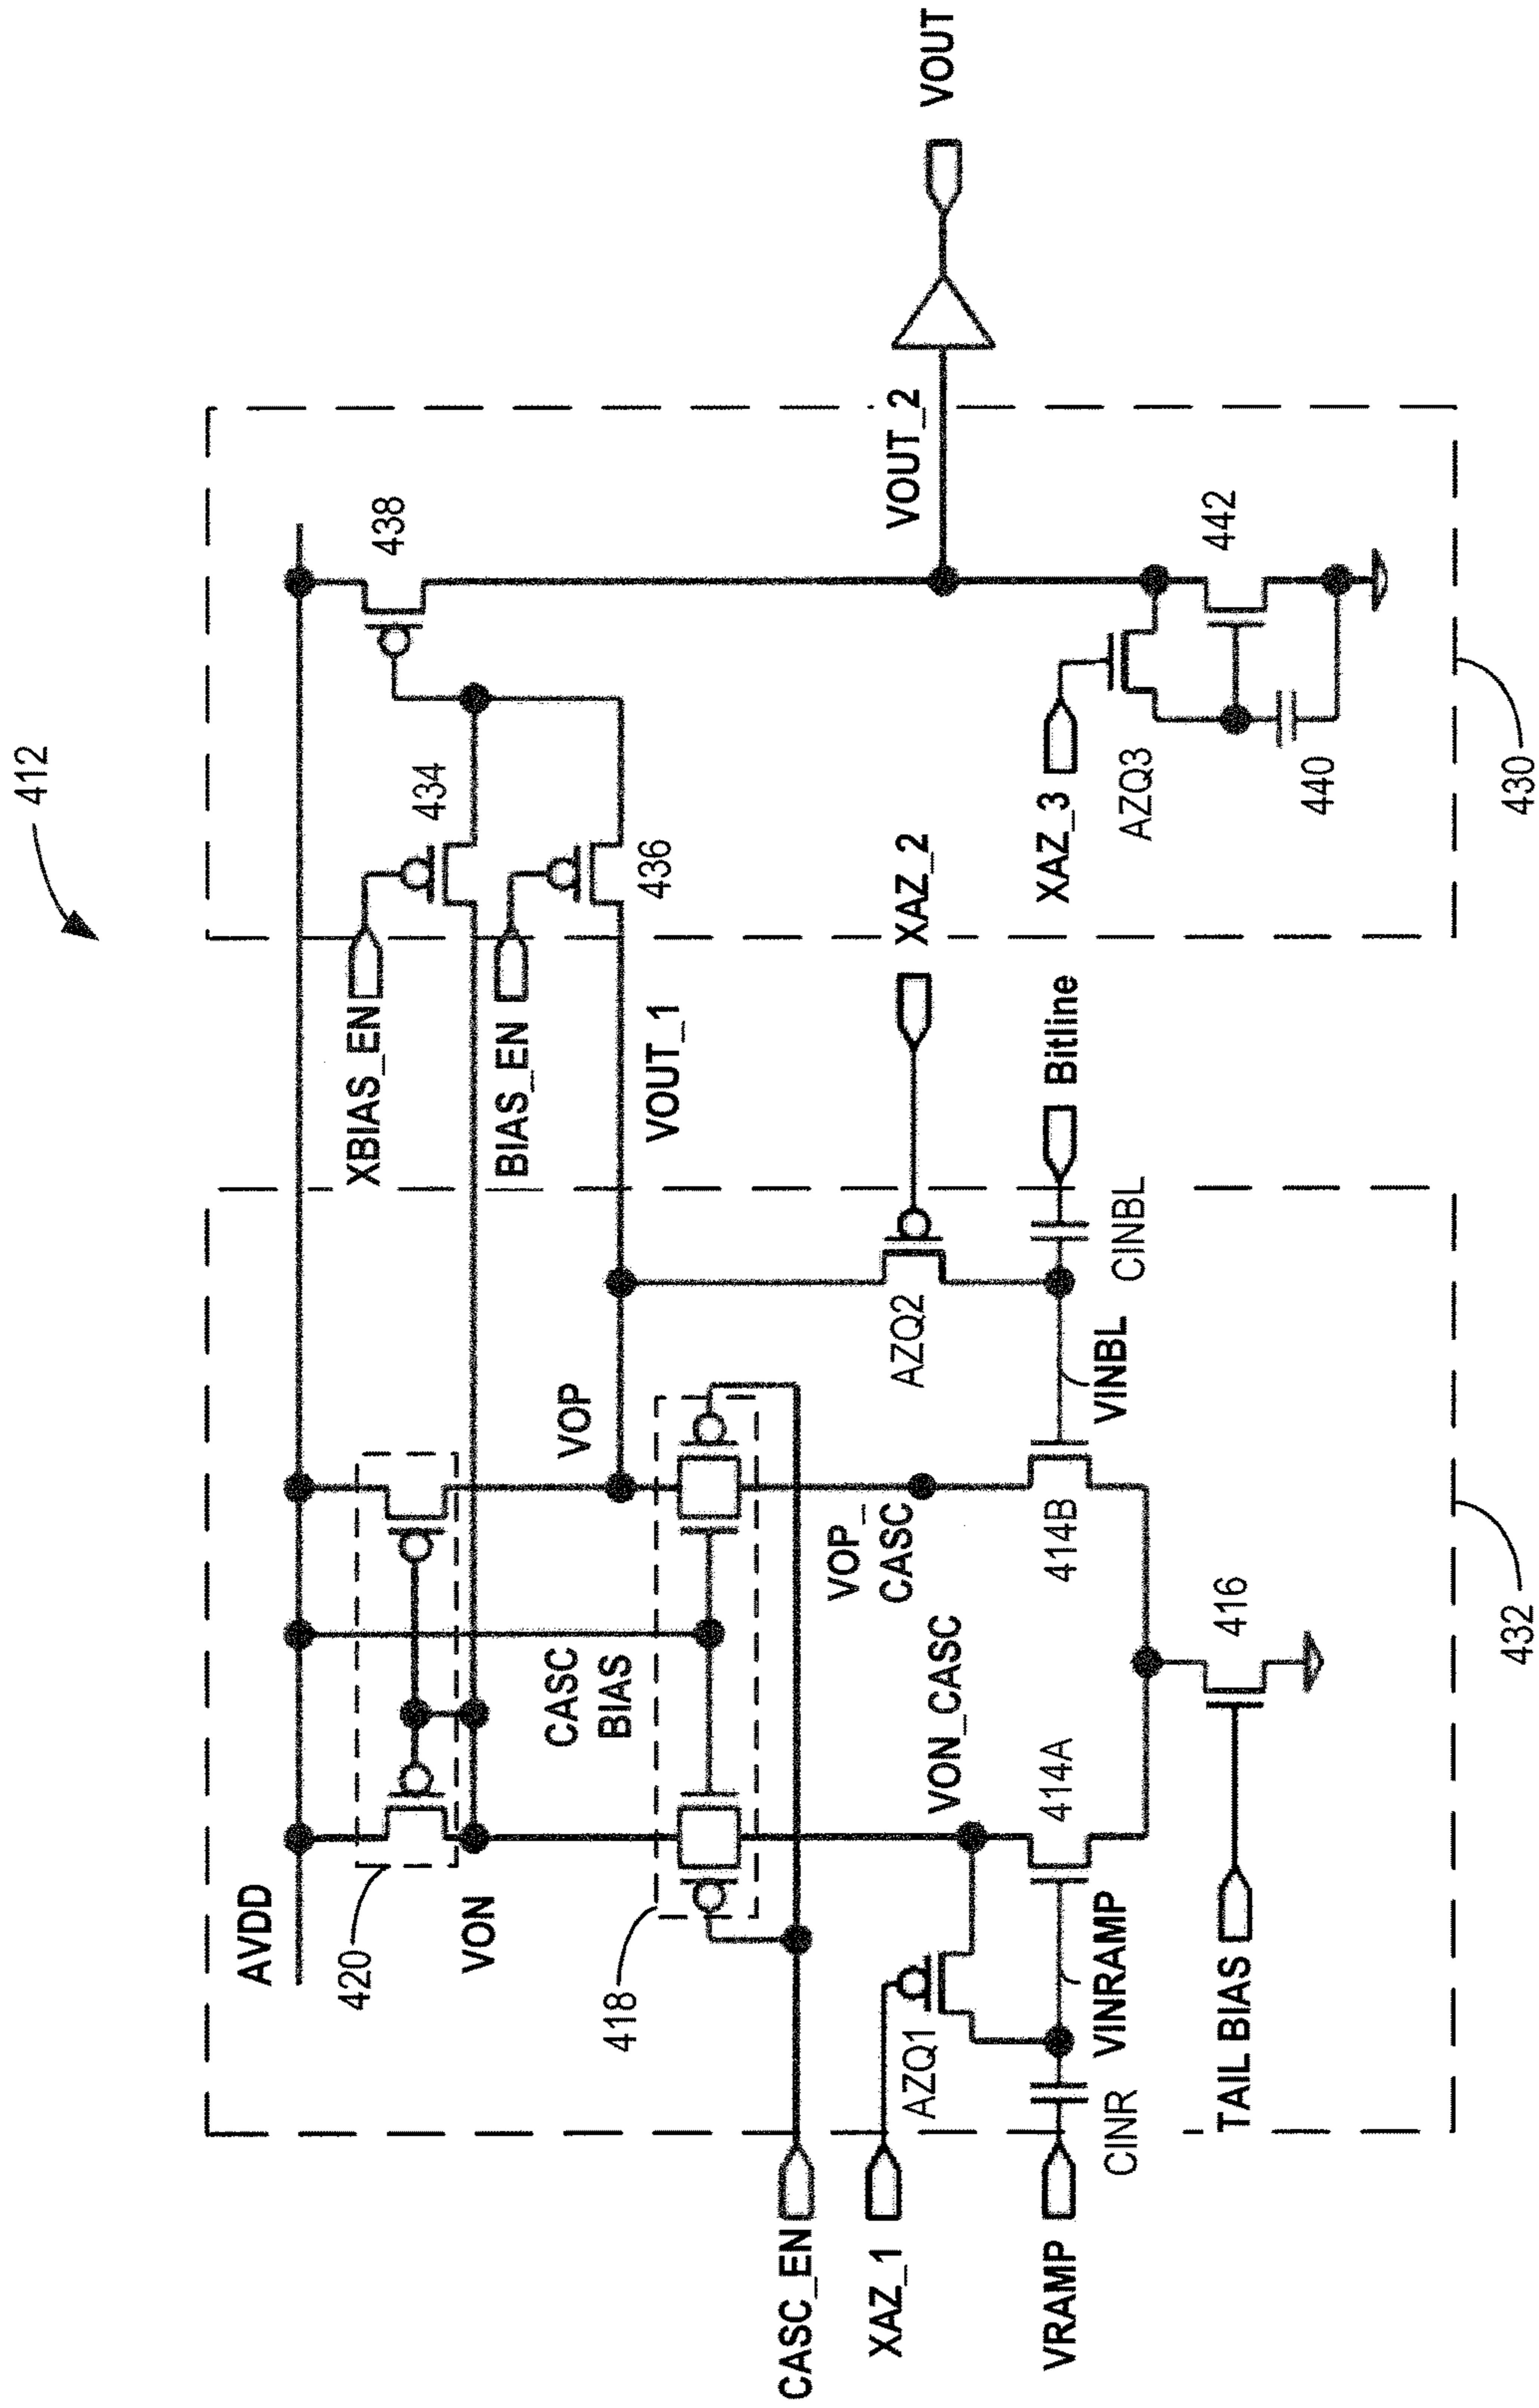 412
AVDD
420
VON
418
CASC
BIAS
VOP
XBIAS_EN
434
BIAS_EN
436
VOUT_1
438
CASC_EN
XAZ_1
AZQ1
VON_CASC
VOP_
CASC
AZQ2
XAZ_2
VOUT_2
VOUT
VRAMP
CINR
VINRAMP
414A
414B
VINBL
CINBL
Bitline
XAZ_3
AZQ3
440
442
TAIL BIAS
416
432
430